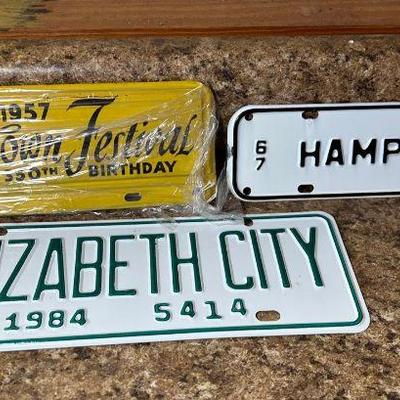 1957
Town Festival
350TH BIRTHDAY
6
7
HAMP
ZABETH CITY
1984 5414